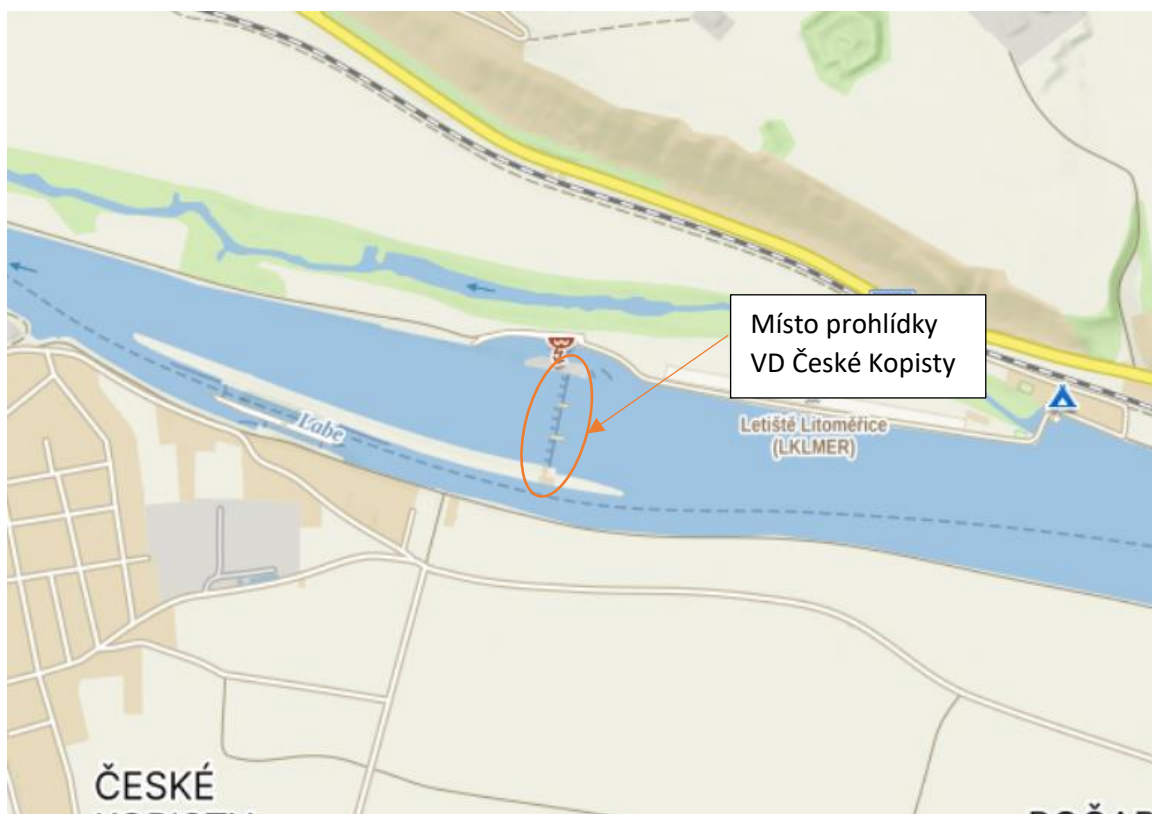 Místo prohlídky
VD České Kopisty
Labe
Letiště Litoměřice
(LKLMER)
ČESKÉ